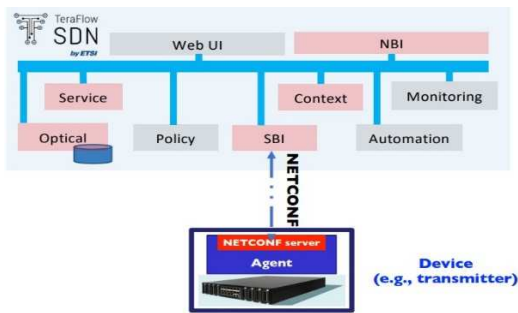 TeraFlow
SDN
by ETSI
Web UI
NBI
Service
Context
Monitoring
Optical
Policy
SBI
Automation
NETCONF
NETCONF server
Agent
Device
(e.g., transmitter)